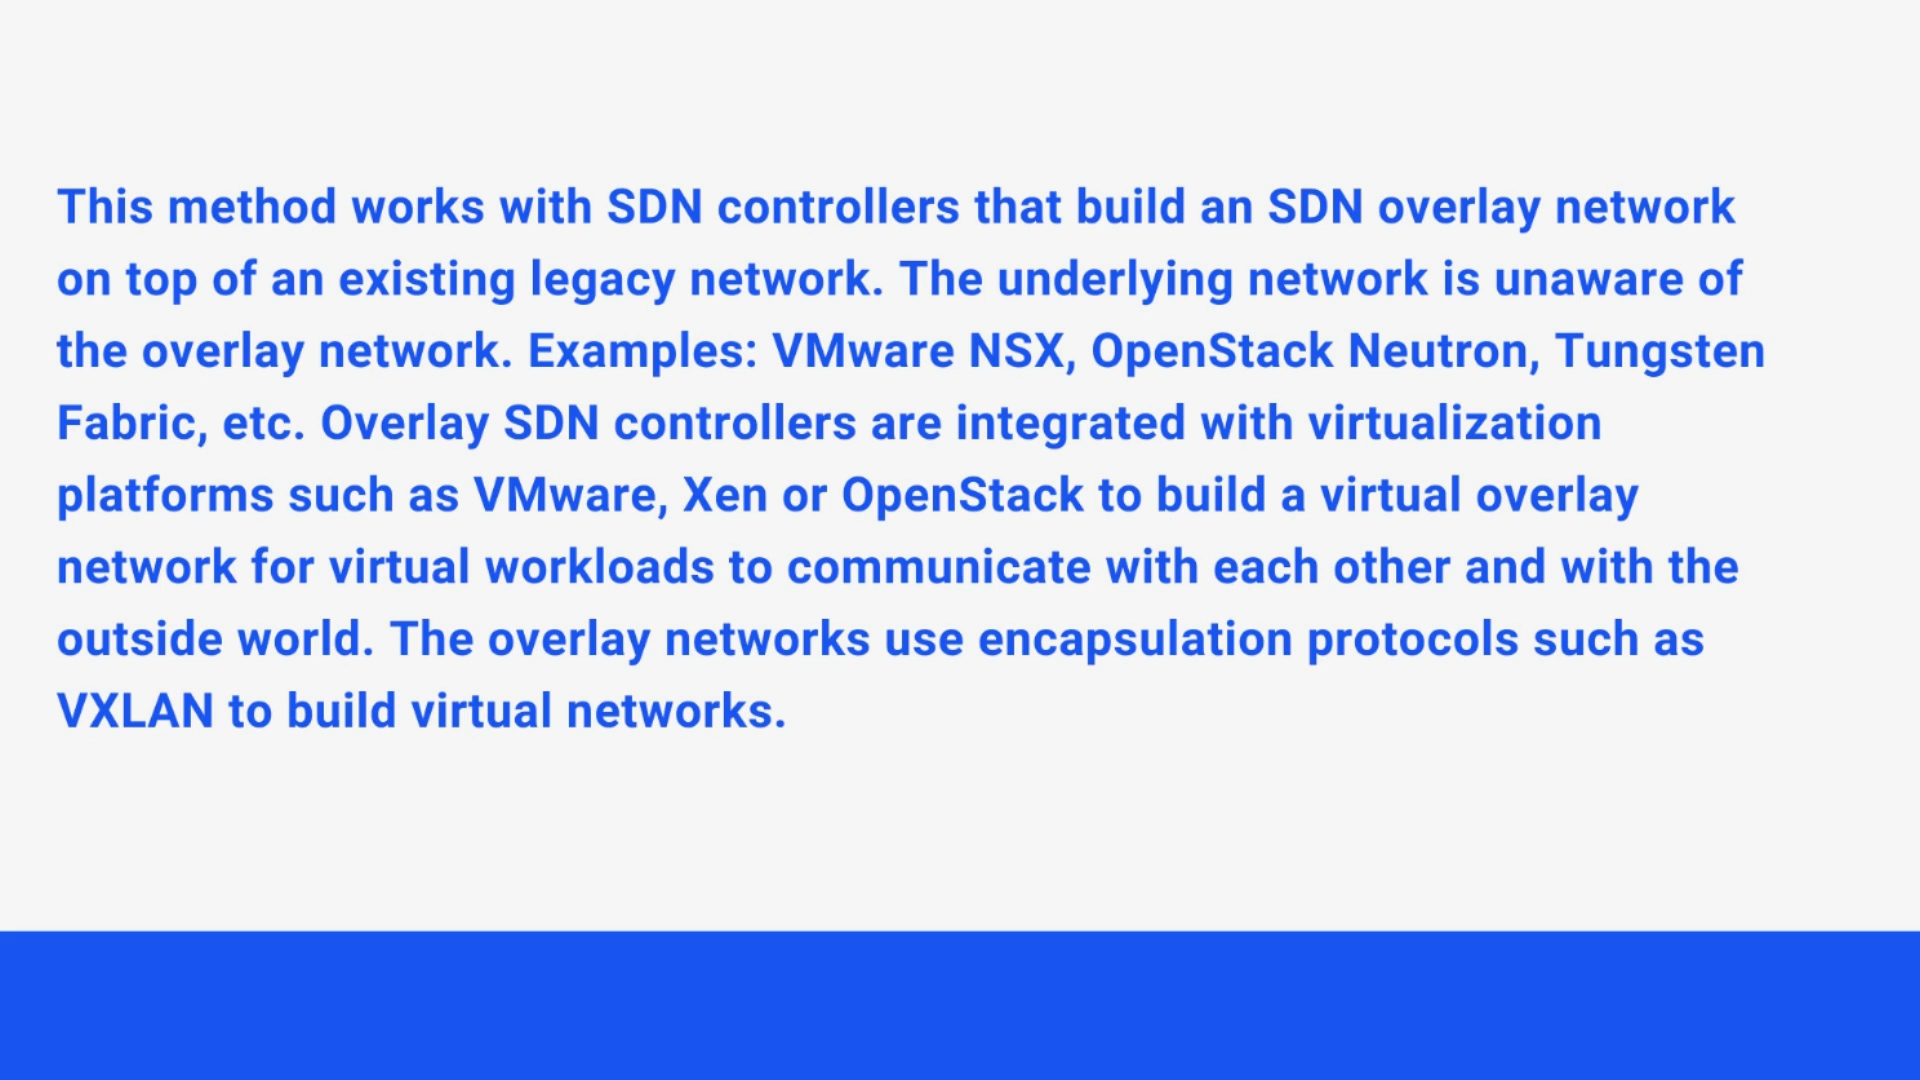 This method works with SDN controllers that build an SDN overlay network
on top of an existing legacy network. The underlying network is unaware of
the overlay network. Examples: VMware NSX, OpenStack Neutron, Tungsten
Fabric, etc. Overlay SDN controllers are integrated with virtualization
platforms such as VMware, Xen or OpenStack to build a virtual overlay
network for virtual workloads to communicate with each other and with the
outside world. The overlay networks use encapsulation protocols such as
VXLAN to build virtual networks.